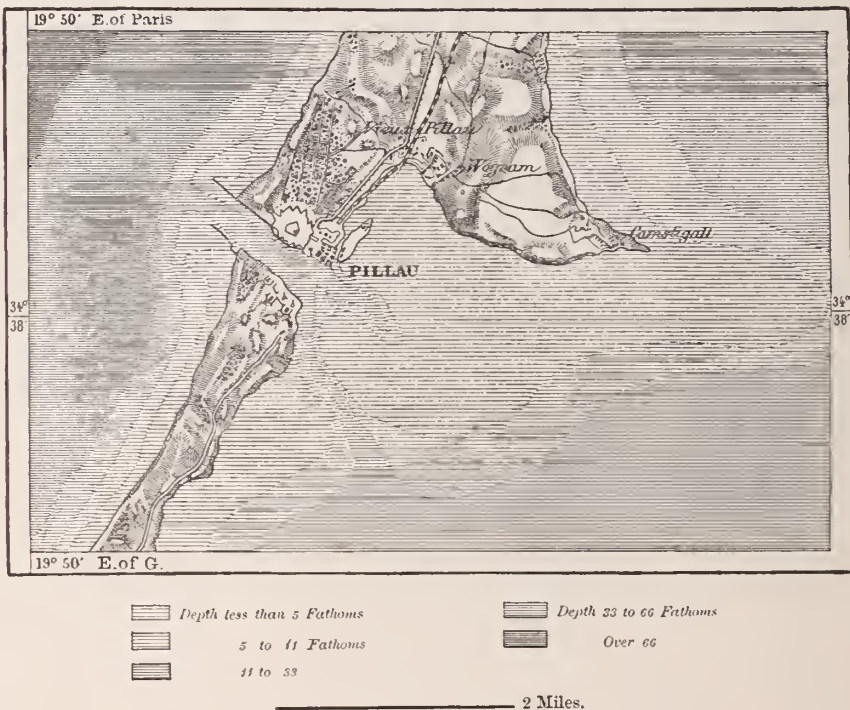 19° 50′ E.of Paris
Vieux Pillau
Wogram
Camstigall
PILLAU
34°
38′
34°
38′
19° 50′ E.of G.
Depth less than 5 Fathoms
5 to 11 Fathoms
11 to 33
Depth 33 to 66 Fathoms
Over 66
2 Miles.